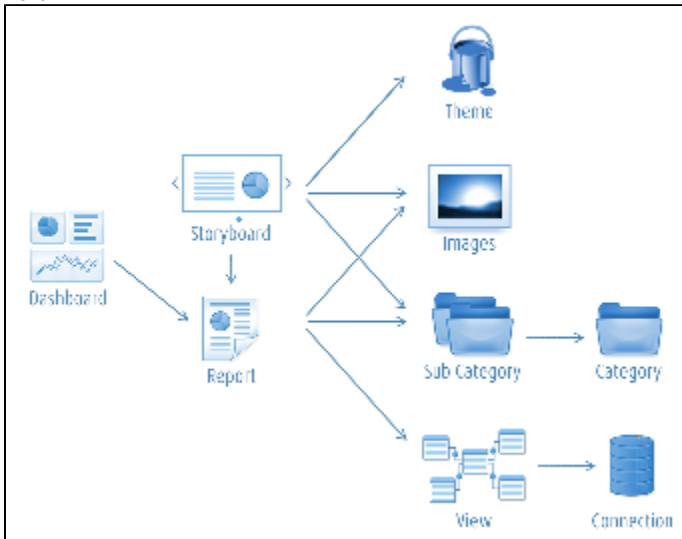 Theme
Storyboard
Images
Dashboard
Report
Sub Category
Category
View
Connection